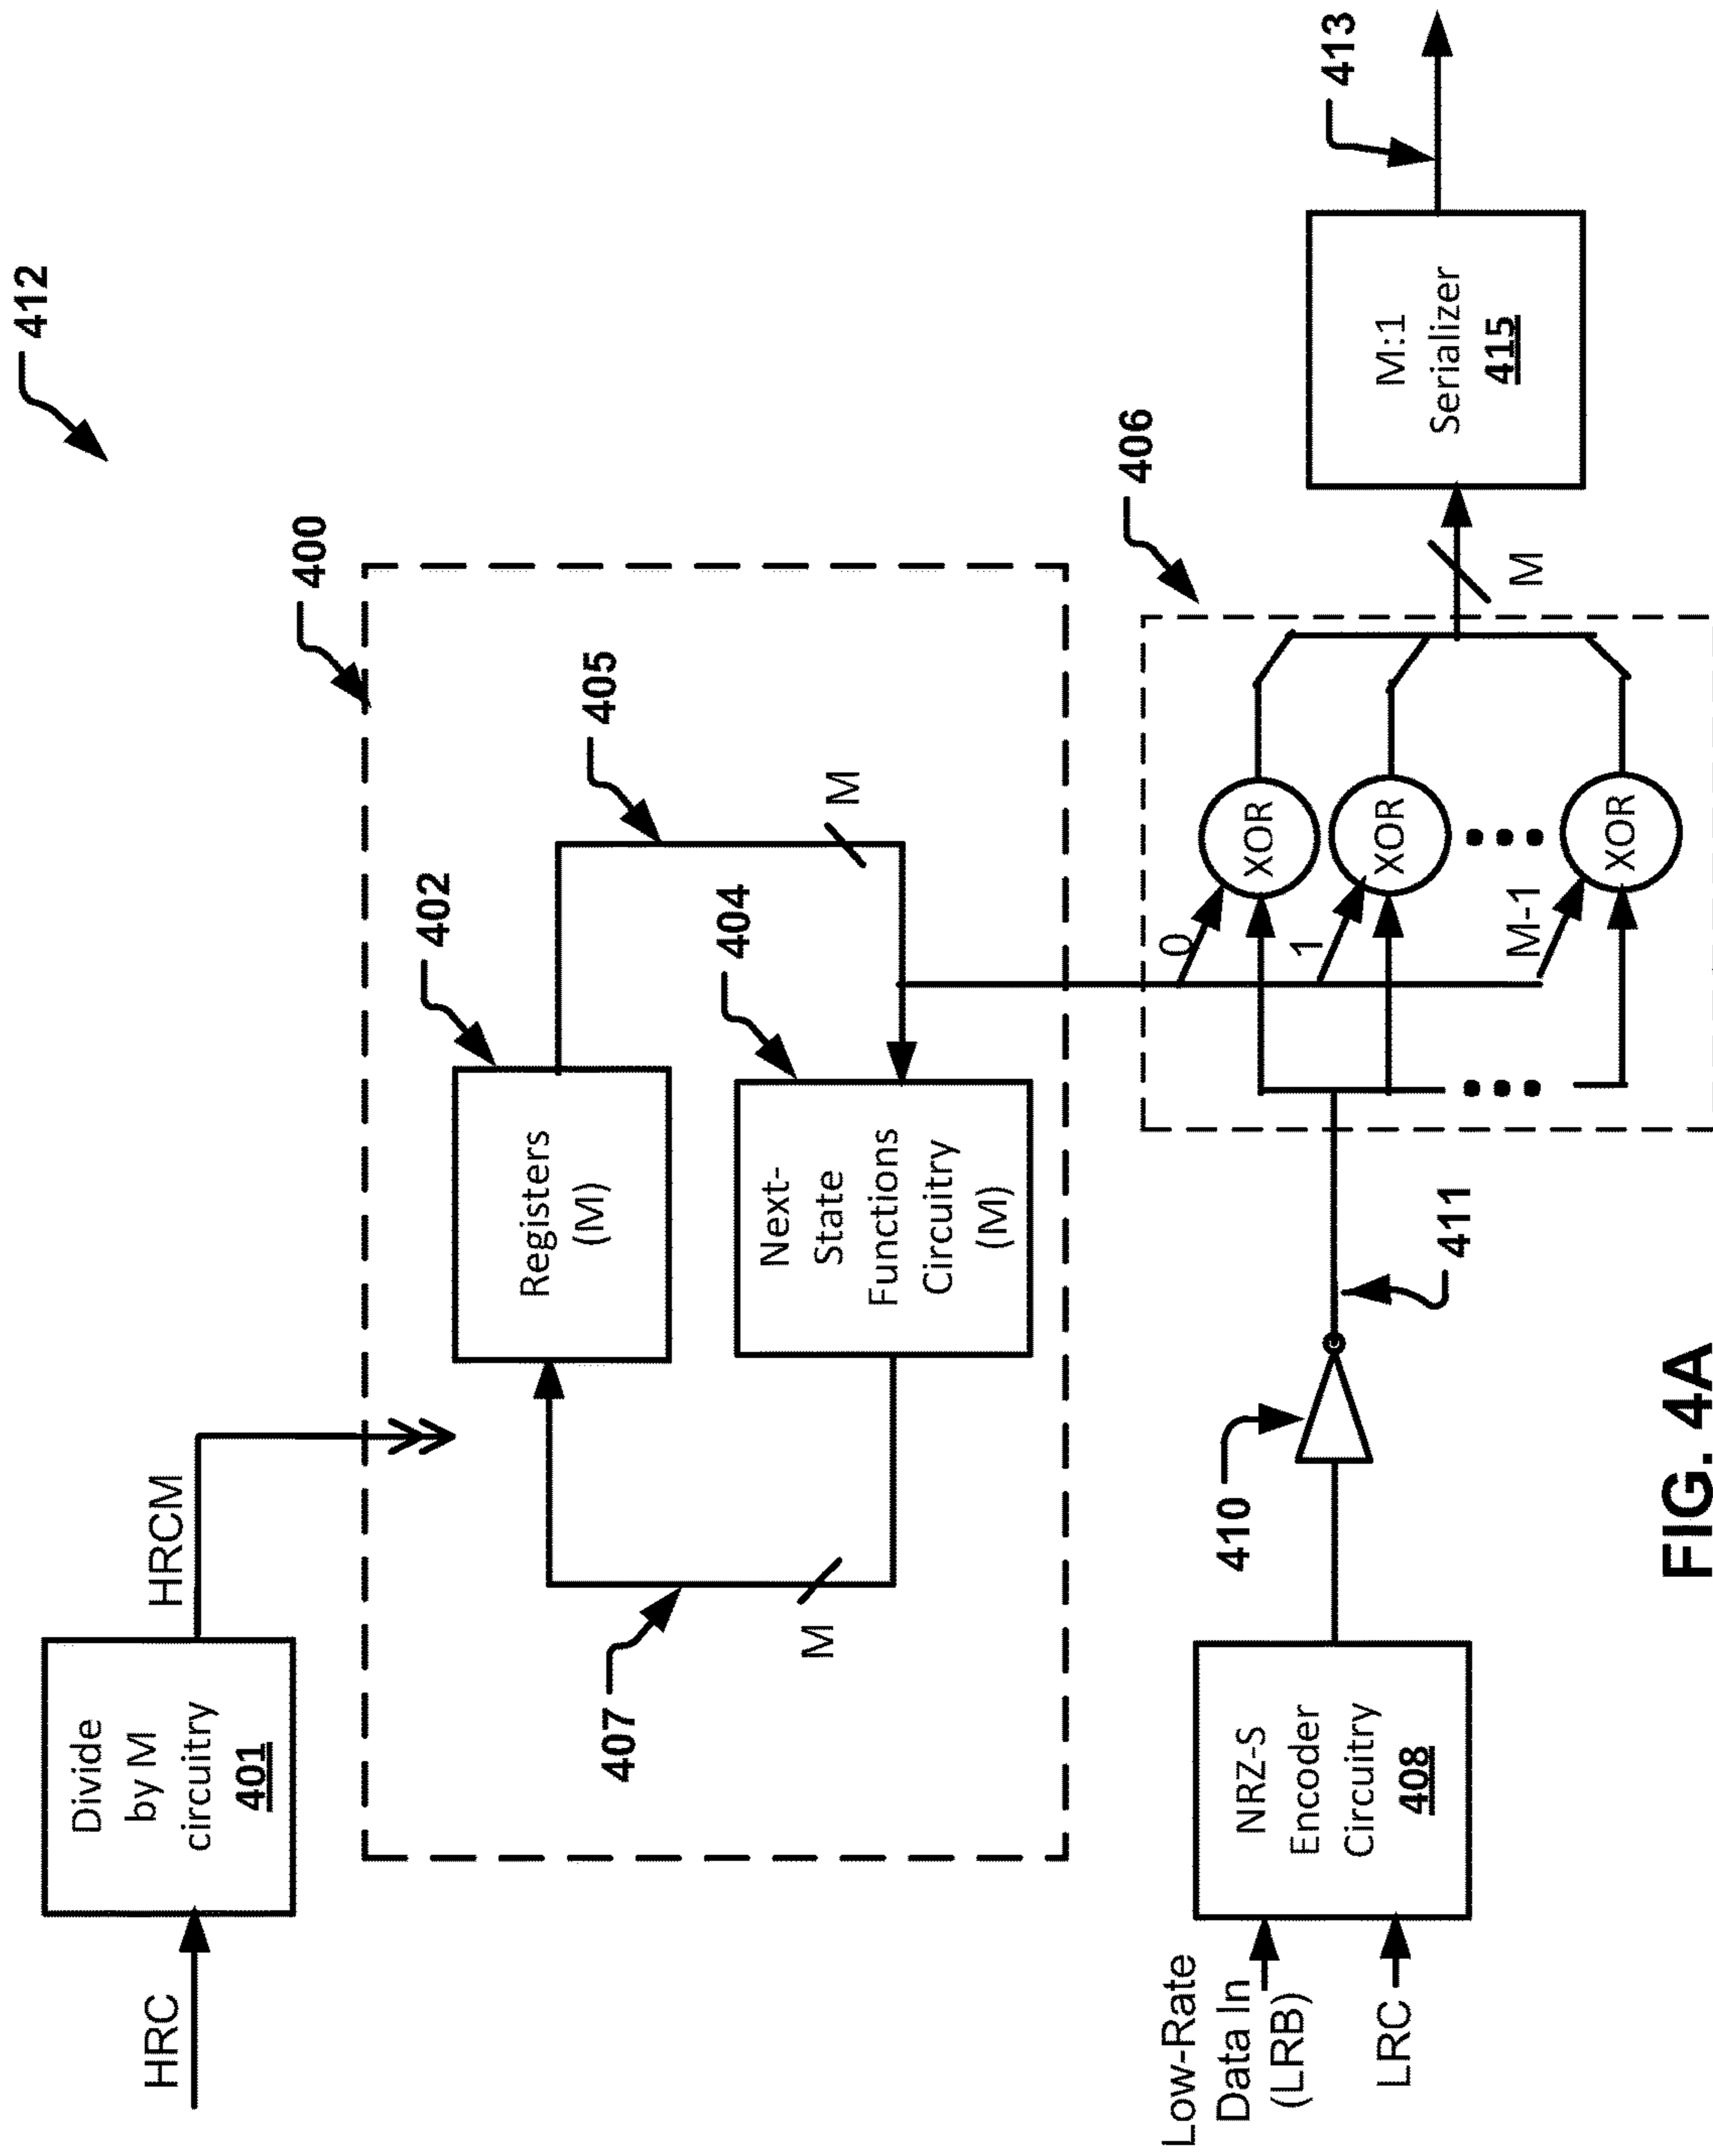 412
HRC
Divide
by M
circuitry
401
HRCM
400
402
Registers
(M)
405
M
404
Next-
State
Functions
Circuitry
(M)
407
M
Low-Rate
Data In
(LRB)
LRC
NRZ-S
Encoder
Circuitry
408
410
411
406
0
1
M-1
XOR
XOR
XOR
M
M:1
Serializer
415
413
FIG. 4A